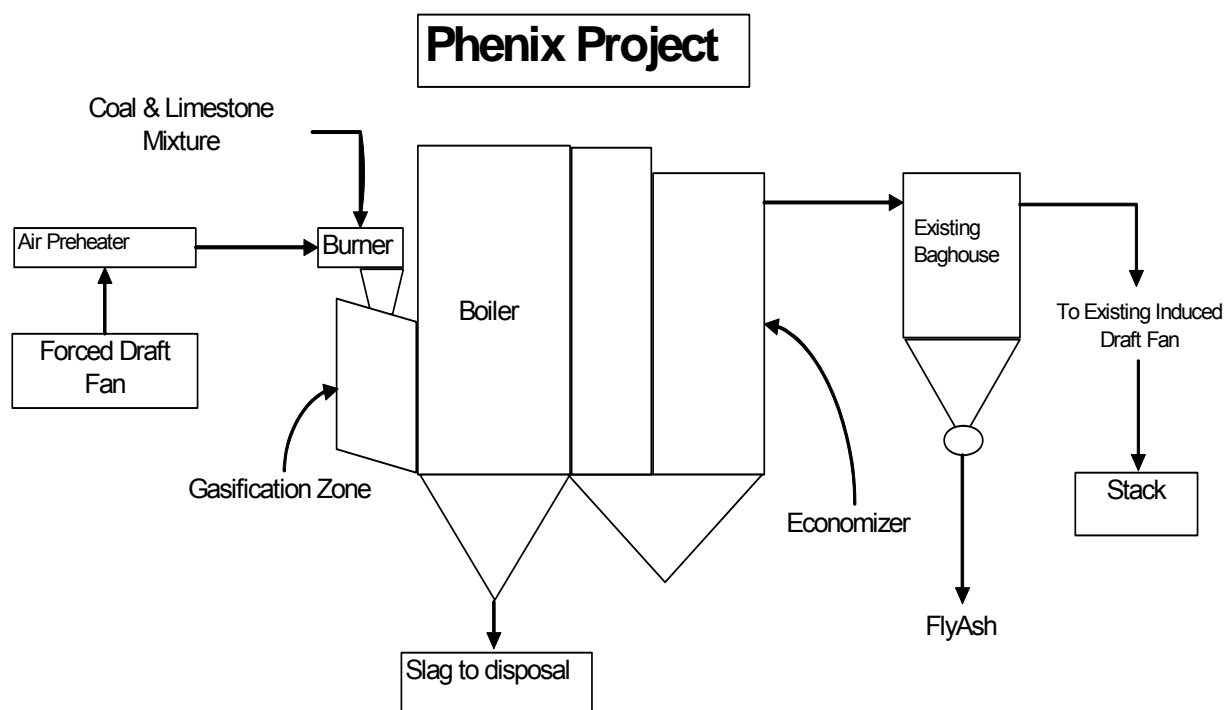 Phenix Project
Coal & Limestone
Mixture
Air Preheater
Burner
Existing
Baghouse
Boiler
To Existing Induced
Draft Fan
Forced Draft
Fan
Gasification Zone
Economizer
Stack
FlyAsh
Slag to disposal